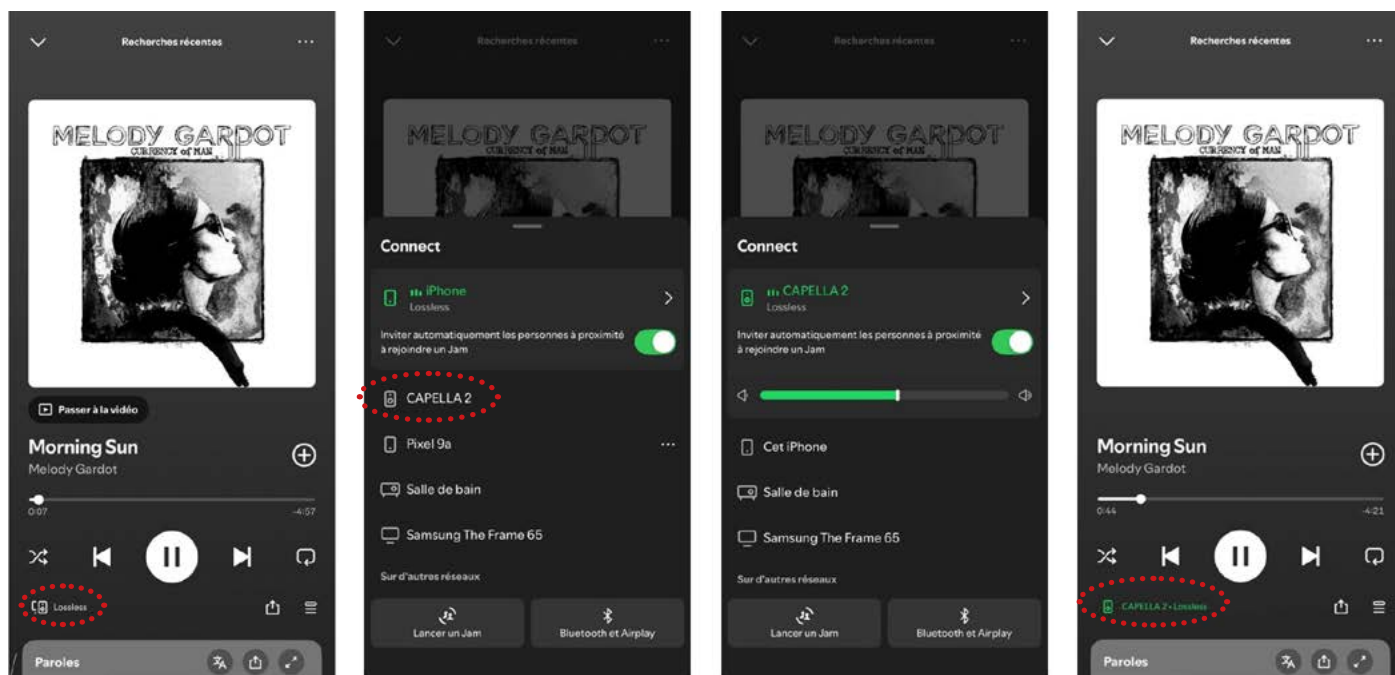 Recherches récentes
MELODY GARDOT
CURRENCY of MAN
Passer à la vidéo
Morning Sun
Melody Gardot
0:07
-4:57
Lossless
Paroles
Recherches récentes
MELODY GARDOT
CURRENCY of MAN
Connect
iPhone
Lossless
Inviter automatiquement les personnes à proximité
à rejoindre un Jam
CAPELLA 2
Pixel 9a
Salle de bain
Samsung The Frame 65
Sur d'autres réseaux
Lancer un Jam
Bluetooth et Airplay
Recherches récentes
MELODY GARDOT
CURRENCY of MAN
Connect
CAPELLA 2
Lossless
Inviter automatiquement les personnes à proximité
à rejoindre un Jam
Cet iPhone
Salle de bain
Samsung The Frame 65
Sur d'autres réseaux
Lancer un Jam
Bluetooth et Airplay
Recherches récentes
MELODY GARDOT
CURRENCY of MAN
Morning Sun
Melody Gardot
0:44
-4:21
CAPELLA 2 • Lossless
Paroles